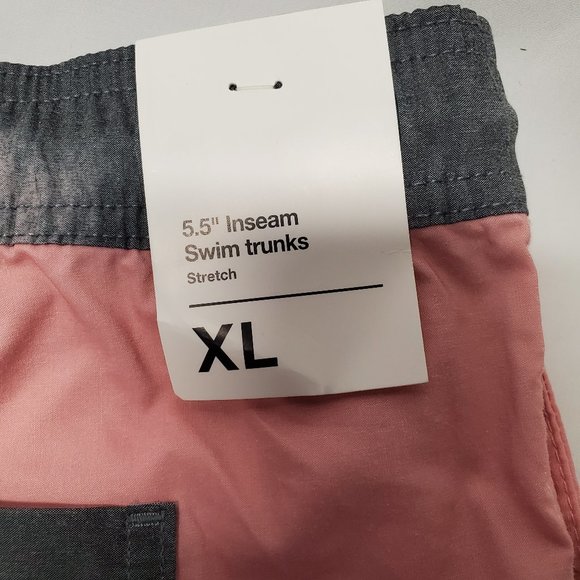 5.5" Inseam
Swim trunks
Stretch
XL